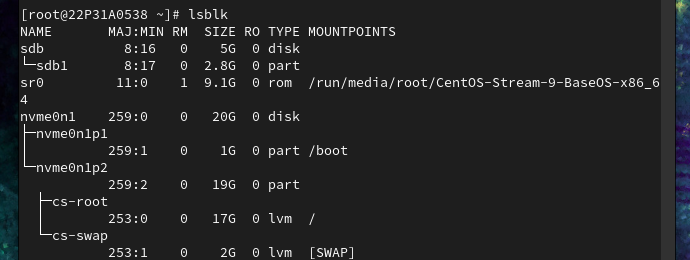 [root@22P31A0538 ~]# lsblk
NAME        MAJ:MIN RM  SIZE RO TYPE MOUNTPOINTS
sdb           8:16   0    5G  0 disk
└─sdb1        8:17   0  2.8G  0 part
sr0          11:0    1  9.1G  0 rom  /run/media/root/CentOS-Stream-9-BaseOS-x86_6
4
nvme0n1     259:0    0   20G  0 disk
├─nvme0n1p1
            259:1    0    1G  0 part /boot
└─nvme0n1p2
            259:2    0   19G  0 part
  ├─cs-root
            253:0    0   17G  0 lvm  /
  └─cs-swap
            253:1    0    2G  0 lvm  [SWAP]